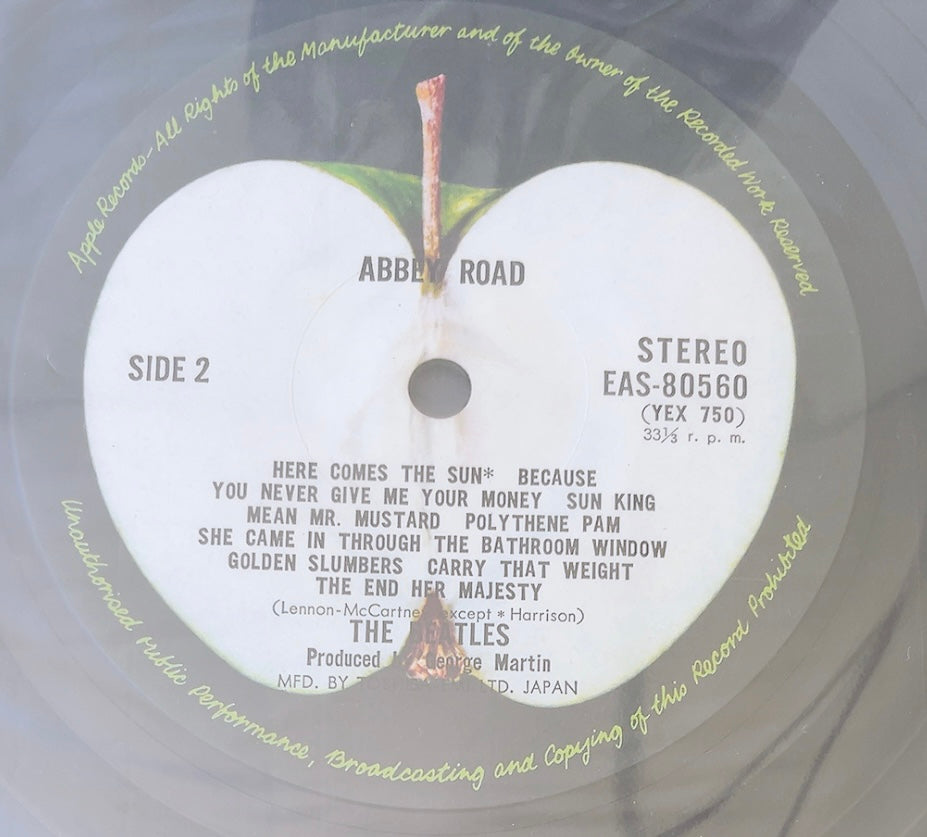 Apple Records - All Rights of the Manufacturer and of the Owner of the Recorded Work Reserved
ABBEY ROAD
SIDE 2
STEREO
EAS-80560
(YEX 750)
33⅓ r. p. m.
HERE COMES THE SUN* BECAUSE
YOU NEVER GIVE ME YOUR MONEY SUN KING
MEAN MR. MUSTARD POLYTHENE PAM
SHE CAME IN THROUGH THE BATHROOM WINDOW
GOLDEN SLUMBERS CARRY THAT WEIGHT
THE END HER MAJESTY
(Lennon-McCartney except * Harrison)
THE BEATLES
Produced by George Martin
MFD. BY TOSHIBA-EMI LTD. JAPAN
Unauthorised Public Performance, Broadcasting and Copying of this Record Prohibited